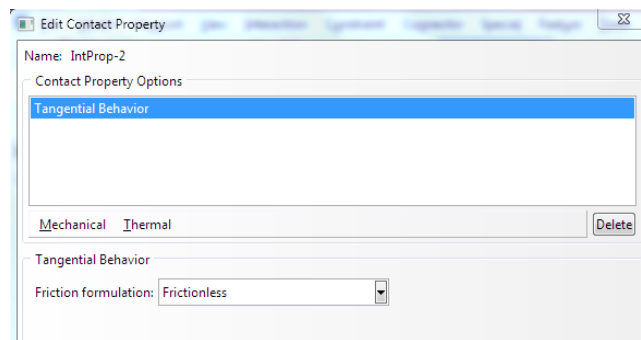 Edit Contact Property
Name: IntProp-2
Contact Property Options
Tangential Behavior
Mechanical Thermal Delete
Tangential Behavior
Friction formulation: Frictionless